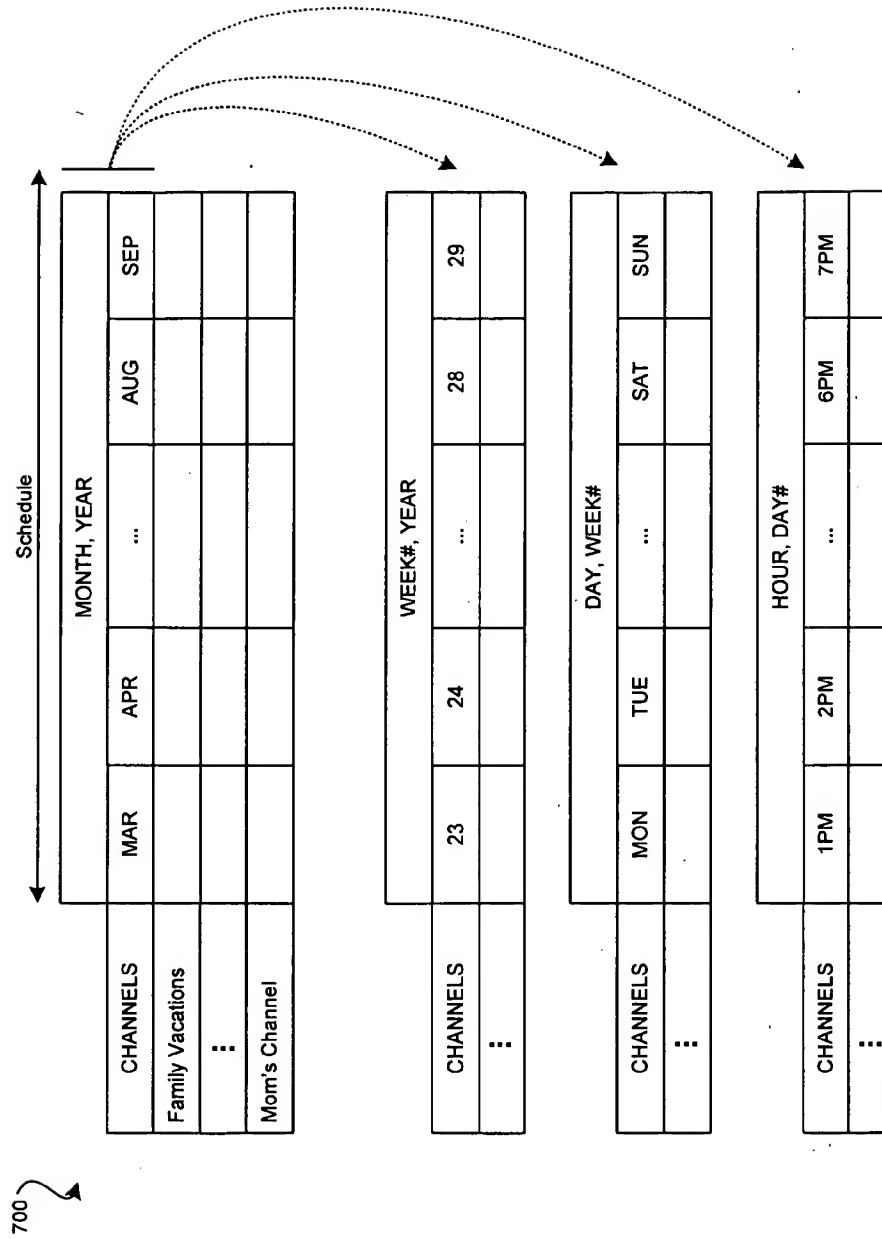 700
Schedule
MONTH, YEAR
CHANNELS MAR APR ... AUG SEP
Family Vacations
...
Mom's Channel
WEEK#, YEAR
CHANNELS 23 24 ... 28 29
...
DAY, WEEK#
CHANNELS MON TUE ... SAT SUN
...
HOUR, DAY#
CHANNELS 1PM 2PM ... 6PM 7PM
...